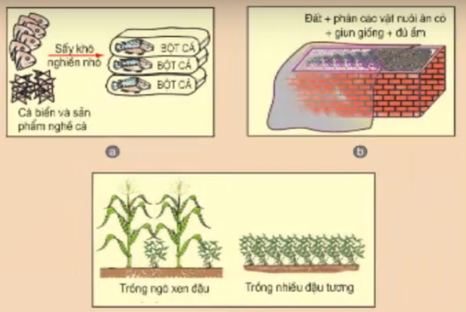 Sấy khô
nghiền nhỏ
BỘT CÁ
BỘT CÁ
BỘT CÁ
Cá biển và sản
phẩm nghề cá
a
Đất + phân các vật nuôi ăn cỏ
+ giun giống + đủ ẩm
b
Trồng ngô xen đậu
Trồng nhiều đậu tương